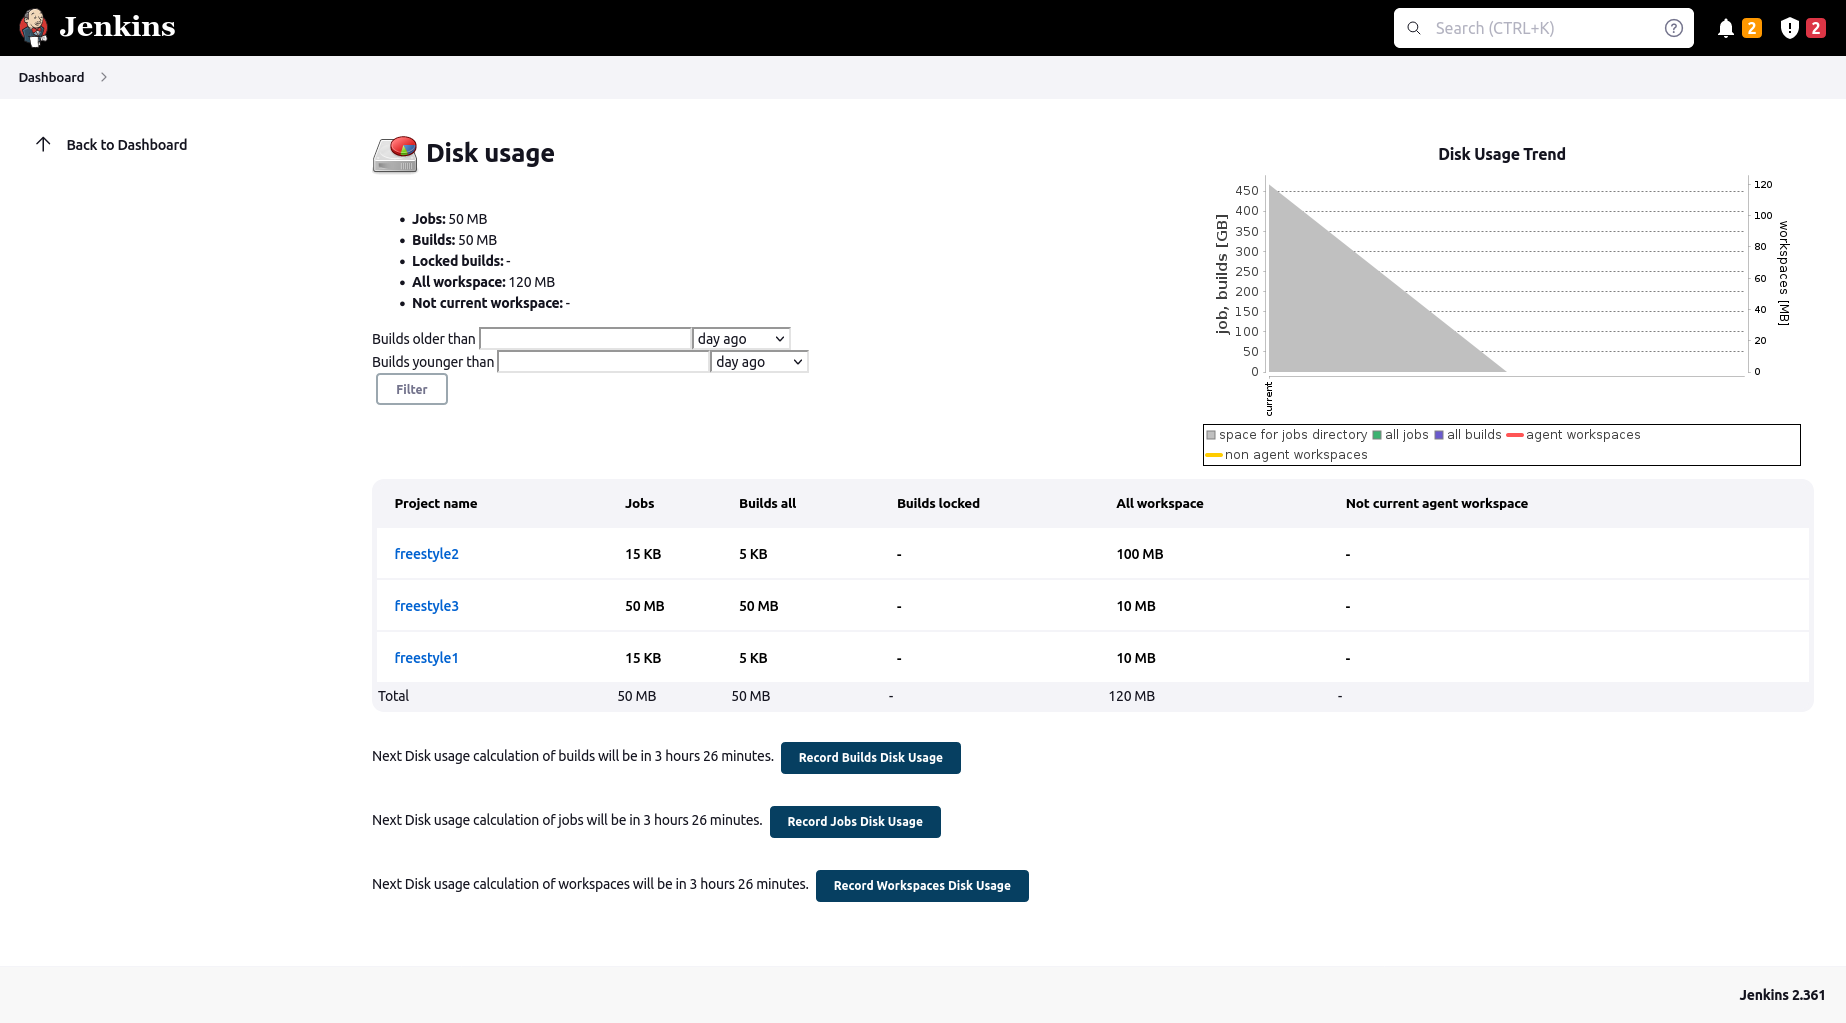 Jenkins
Search (CTRL+K)
2
2
Dashboard
Back to Dashboard
Disk usage
Jobs: 50 MB
Builds: 50 MB
Locked builds: -
All workspace: 120 MB
Not current workspace: -
Builds older than day ago
Builds younger than day ago
Filter
Disk Usage Trend
job, builds [GB]
450
400
350
300
250
200
150
100
50
0
120
100
80
60
40
20
0
workspaces [MB]
current
space for jobs directory all jobs all builds agent workspaces
non agent workspaces
Project name Jobs Builds all Builds locked All workspace Not current agent workspace
freestyle2 15 KB 5 KB - 100 MB -
freestyle3 50 MB 50 MB - 10 MB -
freestyle1 15 KB 5 KB - 10 MB -
Total 50 MB 50 MB - 120 MB -
Next Disk usage calculation of builds will be in 3 hours 26 minutes. Record Builds Disk Usage
Next Disk usage calculation of jobs will be in 3 hours 26 minutes. Record Jobs Disk Usage
Next Disk usage calculation of workspaces will be in 3 hours 26 minutes. Record Workspaces Disk Usage
Jenkins 2.361